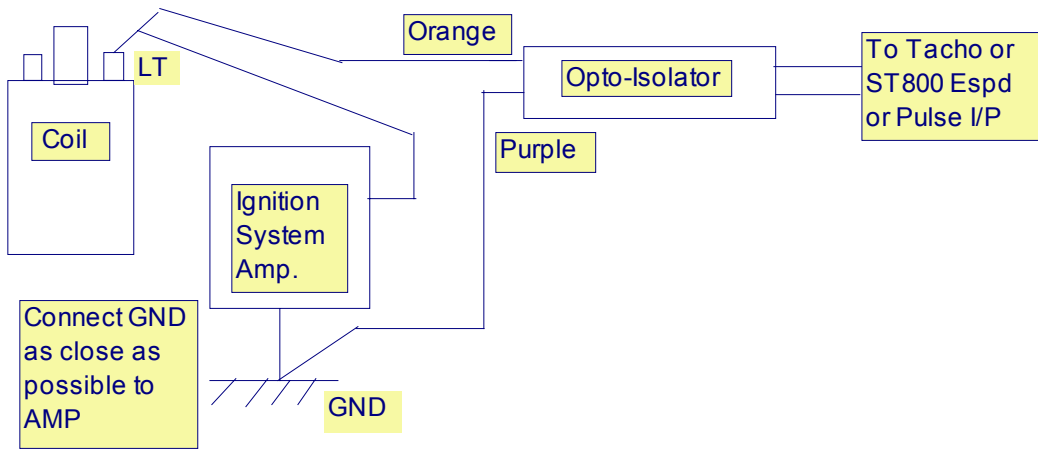 Orange
LT
Opto-Isolator
To Tacho or
ST800 Espd
or Pulse I/P
Coil
Purple
Ignition
System
Amp.
Connect GND
as close as
possible to
AMP
GND